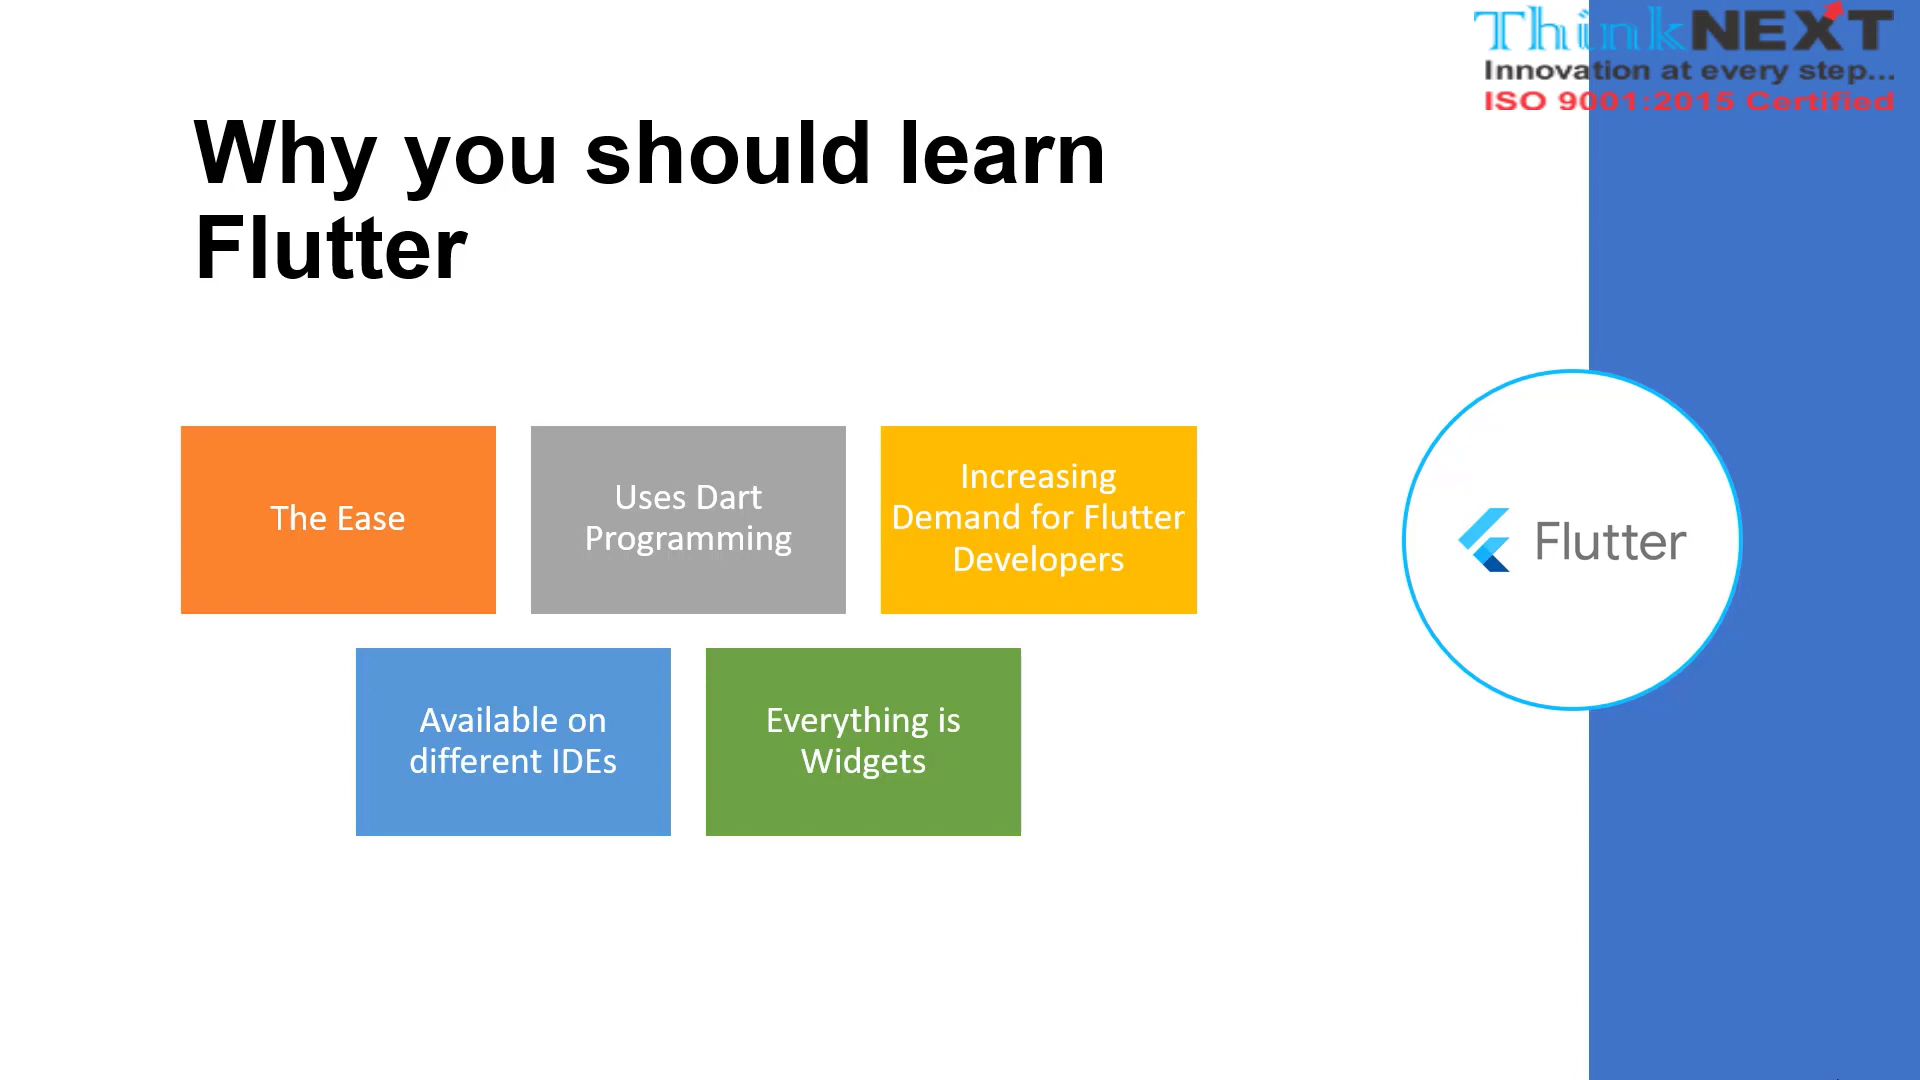 ThinkNEXT
Innovation at every step...
ISO 9001:2015 Certified
Why you should learn
Flutter
The Ease
Uses Dart
Programming
Increasing
Demand for Flutter
Developers
Available on
different IDEs
Everything is
Widgets
Flutter